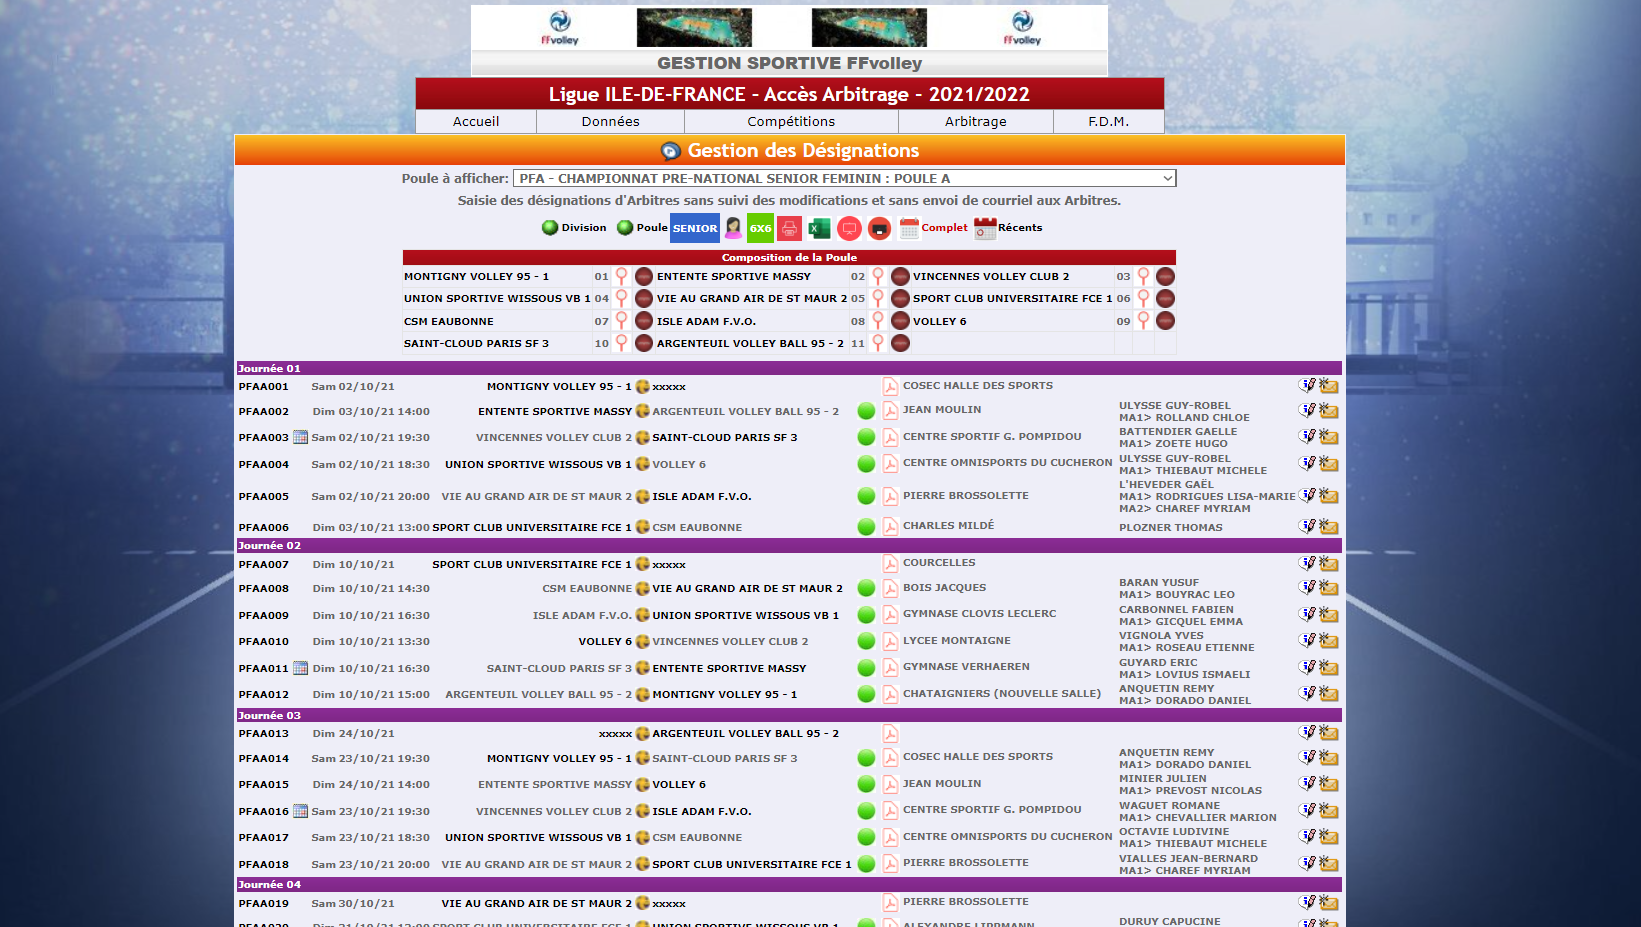 FFvolley FFvolley
GESTION SPORTIVE FFvolley
Ligue ILE-DE-FRANCE - Accès Arbitrage - 2021/2022
Accueil Données Compétitions Arbitrage F.D.M.
Gestion des Désignations
Poule à afficher: PFA - CHAMPIONNAT PRE-NATIONAL SENIOR FEMININ : POULE A
Saisie des désignations d'Arbitres sans suivi des modifications et sans envoi de courriel aux Arbitres.
Division Poule SENIOR 6X6 Complet Récents
Composition de la Poule
MONTIGNY VOLLEY 95 - 1 01 ENTENTE SPORTIVE MASSY 02 VINCENNES VOLLEY CLUB 2 03
UNION SPORTIVE WISSOUS VB 1 04 VIE AU GRAND AIR DE ST MAUR 2 05 SPORT CLUB UNIVERSITAIRE FCE 1 06
CSM EAUBONNE 07 ISLE ADAM F.V.O. 08 VOLLEY 6 09
SAINT-CLOUD PARIS SF 3 10 ARGENTEUIL VOLLEY BALL 95 - 2 11
Journée 01
PFAA001 Sam 02/10/21 MONTIGNY VOLLEY 95 - 1 xxxxx COSEC HALLE DES SPORTS
PFAA002 Dim 03/10/21 14:00 ENTENTE SPORTIVE MASSY ARGENTEUIL VOLLEY BALL 95 - 2 JEAN MOULIN ULYSSE GUY-ROBEL
MA1> ROLLAND CHLOE
PFAA003 Sam 02/10/21 19:30 VINCENNES VOLLEY CLUB 2 SAINT-CLOUD PARIS SF 3 CENTRE SPORTIF G. POMPIDOU BATTENDIER GAELLE
MA1> ZOETE HUGO
PFAA004 Sam 02/10/21 18:30 UNION SPORTIVE WISSOUS VB 1 VOLLEY 6 CENTRE OMNISPORTS DU CUCHERON ULYSSE GUY-ROBEL
MA1> THIEBAUT MICHELE
PFAA005 Sam 02/10/21 20:00 VIE AU GRAND AIR DE ST MAUR 2 ISLE ADAM F.V.O. PIERRE BROSSOLETTE L'HEVEDER GAËL
MA1> RODRIGUES LISA-MARIE
MA2> CHAREF MYRIAM
PFAA006 Dim 03/10/21 13:00 SPORT CLUB UNIVERSITAIRE FCE 1 CSM EAUBONNE CHARLES MILDÉ PLOZNER THOMAS
Journée 02
PFAA007 Dim 10/10/21 SPORT CLUB UNIVERSITAIRE FCE 1 xxxxx COURCELLES
PFAA008 Dim 10/10/21 14:30 CSM EAUBONNE VIE AU GRAND AIR DE ST MAUR 2 BOIS JACQUES BARAN YUSUF
MA1> BOUYRAC LEO
PFAA009 Dim 10/10/21 16:30 ISLE ADAM F.V.O. UNION SPORTIVE WISSOUS VB 1 GYMNASE CLOVIS LECLERC CARBONNEL FABIEN
MA1> GICQUEL EMMA
PFAA010 Dim 10/10/21 13:30 VOLLEY 6 VINCENNES VOLLEY CLUB 2 LYCEE MONTAIGNE VIGNOLA YVES
MA1> ROSEAU ETIENNE
PFAA011 Dim 10/10/21 16:30 SAINT-CLOUD PARIS SF 3 ENTENTE SPORTIVE MASSY GYMNASE VERHAEREN GUYARD ERIC
MA1> LOVIUS ISMAELI
PFAA012 Dim 10/10/21 15:00 ARGENTEUIL VOLLEY BALL 95 - 2 MONTIGNY VOLLEY 95 - 1 CHATAIGNIERS (NOUVELLE SALLE) ANQUETIN REMY
MA1> DORADO DANIEL
Journée 03
PFAA013 Dim 24/10/21 xxxxx ARGENTEUIL VOLLEY BALL 95 - 2
PFAA014 Sam 23/10/21 19:30 MONTIGNY VOLLEY 95 - 1 SAINT-CLOUD PARIS SF 3 COSEC HALLE DES SPORTS ANQUETIN REMY
MA1> DORADO DANIEL
PFAA015 Dim 24/10/21 14:00 ENTENTE SPORTIVE MASSY VOLLEY 6 JEAN MOULIN MINIER JULIEN
MA1> PREVOST NICOLAS
PFAA016 Sam 23/10/21 19:30 VINCENNES VOLLEY CLUB 2 ISLE ADAM F.V.O. CENTRE SPORTIF G. POMPIDOU WAGUET ROMANE
MA1> CHEVALLIER MARION
PFAA017 Sam 23/10/21 18:30 UNION SPORTIVE WISSOUS VB 1 CSM EAUBONNE CENTRE OMNISPORTS DU CUCHERON OCTAVIE LUDIVINE
MA1> THIEBAUT MICHELE
PFAA018 Sam 23/10/21 20:00 VIE AU GRAND AIR DE ST MAUR 2 SPORT CLUB UNIVERSITAIRE FCE 1 PIERRE BROSSOLETTE VIALLES JEAN-BERNARD
MA1> CHAREF MYRIAM
Journée 04
PFAA019 Sam 30/10/21 VIE AU GRAND AIR DE ST MAUR 2 xxxxx PIERRE BROSSOLETTE
PFAA020 Dim 31/10/21 SPORT CLUB UNIVERSITAIRE FCE 1 UNION SPORTIVE WISSOUS VB 1 ALEXANDRE LIPPMANN DURUY CAPUCINE